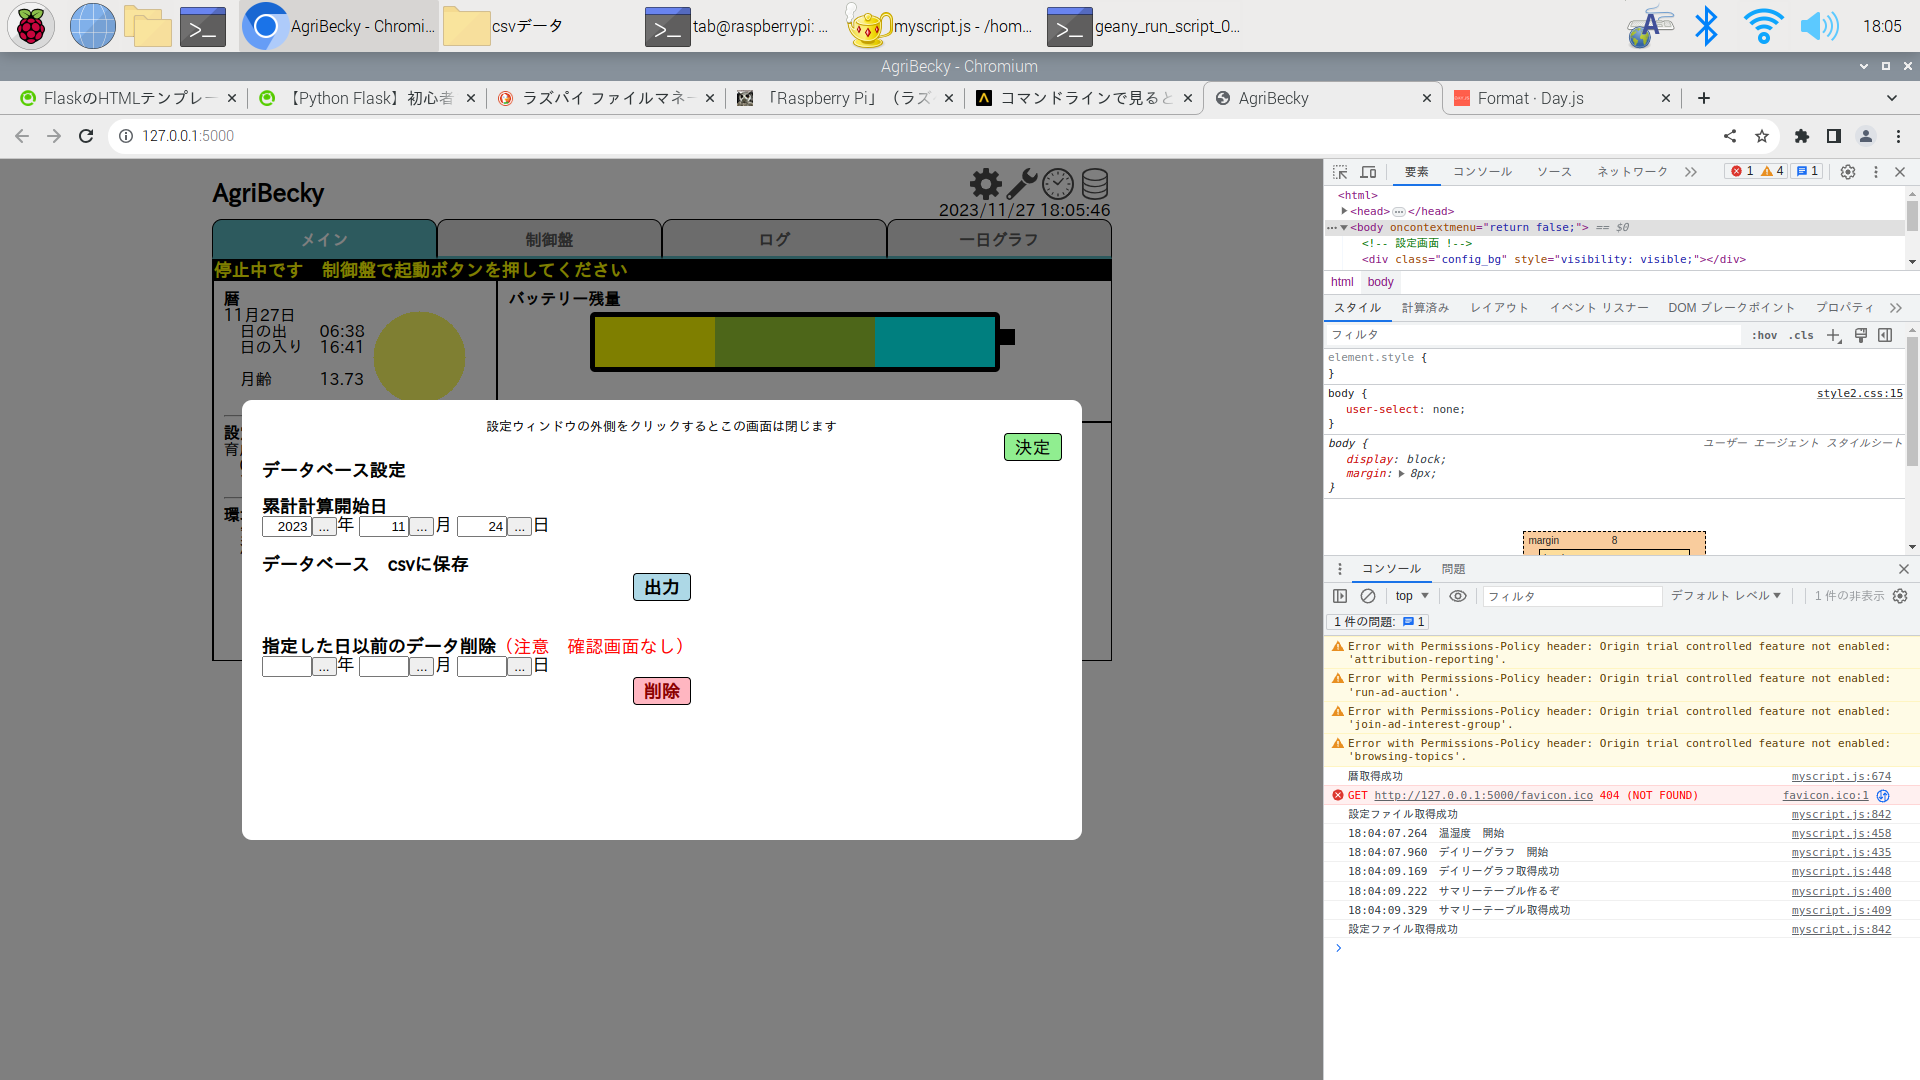 AgriBecky - Chromi...
csvデータ
tab@raspberrypi: ...
myscript.js - /hom...
geany_run_script_0...
18:05
AgriBecky - Chromium
FlaskのHTMLテンプレー
【Python Flask】初心者
ラズパイ ファイルマネー
「Raspberry Pi」（ラズ
コマンドラインで見ると
AgriBecky
Format · Day.js
127.0.0.1:5000
AgriBecky
2023/11/27 18:05:46
メイン
制御盤
ログ
一日グラフ
停止中です　制御盤で起動ボタンを押してください
暦
11月27日
日の出 06:38
日の入り 16:41
月齢 13.73
バッテリー残量
設定ウィンドウの外側をクリックするとこの画面は閉じます
決定
データベース設定
累計計算開始日
2023 ... 年 11 ... 月 24 ... 日
データベース　csvに保存
出力
指定した日以前のデータ削除（注意　確認画面なし）
... 年 ... 月 ... 日
削除
要素
コンソール
ソース
ネットワーク
1
4
1
<html>
<head> ... </head>
<body oncontextmenu="return false;"> == $0
<!-- 設定画面 !-->
<div class="config_bg" style="visibility: visible;"></div>
html body
スタイル
計算済み
レイアウト
イベント リスナー
DOM ブレークポイント
プロパティ
フィルタ
:hov .cls
element.style {
}
body {
style2.css:15
user-select: none;
}
body {
ユーザー エージェント スタイルシート
display: block;
margin: 8px;
}
margin 8
コンソール
問題
top
フィルタ
デフォルト レベル
1 件の非表示
1 件の問題: 1
Error with Permissions-Policy header: Origin trial controlled feature not enabled:
'attribution-reporting'.
Error with Permissions-Policy header: Origin trial controlled feature not enabled:
'run-ad-auction'.
Error with Permissions-Policy header: Origin trial controlled feature not enabled:
'join-ad-interest-group'.
Error with Permissions-Policy header: Origin trial controlled feature not enabled:
'browsing-topics'.
暦取得成功 myscript.js:674
GET http://127.0.0.1:5000/favicon.ico 404 (NOT FOUND) favicon.ico:1
設定ファイル取得成功 myscript.js:842
18:04:07.264　温湿度　開始 myscript.js:458
18:04:07.960　デイリーグラフ　開始 myscript.js:435
18:04:09.169　デイリーグラフ取得成功 myscript.js:448
18:04:09.222　サマリーテーブル作るぞ myscript.js:400
18:04:09.329　サマリーテーブル取得成功 myscript.js:409
設定ファイル取得成功 myscript.js:842